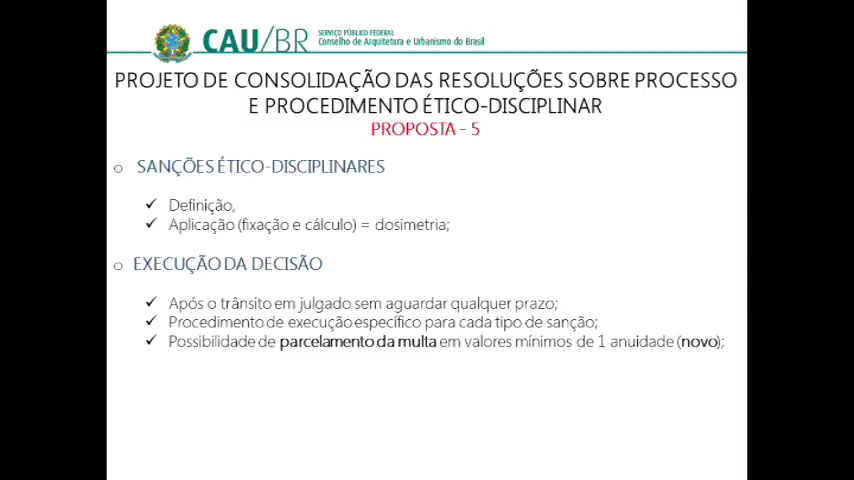 CAU/BR
SERVIÇO PÚBLICO FEDERAL
Conselho de Arquitetura e Urbanismo do Brasil
PROJETO DE CONSOLIDAÇÃO DAS RESOLUÇÕES SOBRE PROCESSO
E PROCEDIMENTO ÉTICO-DISCIPLINAR
PROPOSTA - 5
o SANÇÕES ÉTICO-DISCIPLINARES
✓ Definição,
✓ Aplicação (fixação e cálculo) = dosimetria;
o EXECUÇÃO DA DECISÃO
✓ Após o trânsito em julgado sem aguardar qualquer prazo;
✓ Procedimento de execução específico para cada tipo de sanção;
✓ Possibilidade de parcelamento da multa em valores mínimos de 1 anuidade (novo);